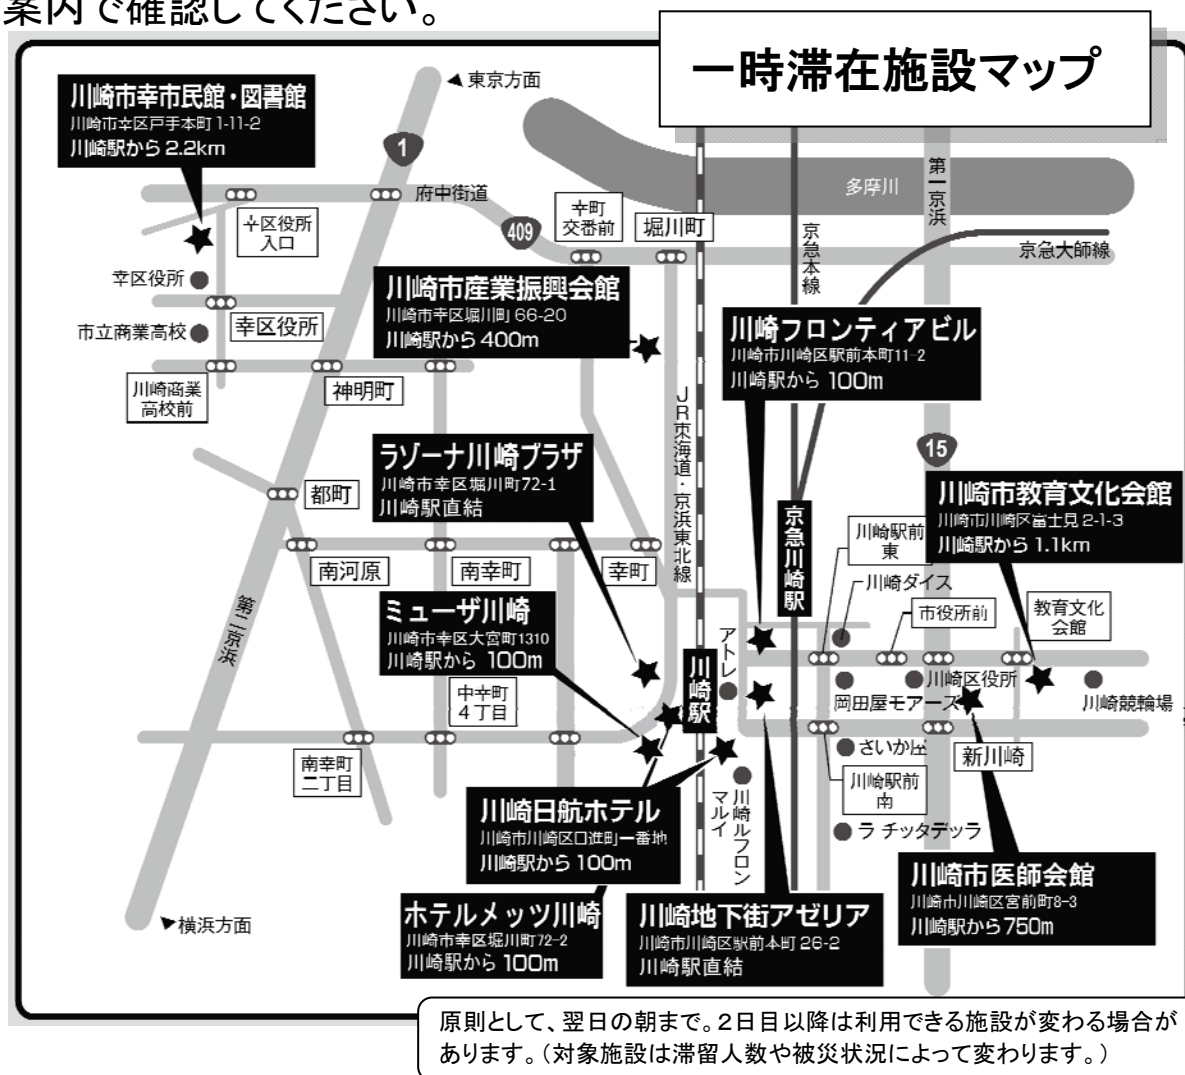 案内で確認してください。
一時滞在施設マップ
川崎市幸市民館・図書館
川崎市幸区戸手本町1-11-2
川崎駅から2.2km
東京方面
1
府中街道
幸区役所
入口
幸町
交番前
堀川町
409
多摩川
第一京浜
京急本線
京急大師線
幸区役所
市立商業高校
幸区役所
川崎商業
高校前
神明町
川崎市産業振興会館
川崎市幸区堀川町66-20
川崎駅から400m
川崎フロンティアビル
川崎市川崎区駅前本町11-2
川崎駅から100m
JR東海道・京浜東北線
ラゾーナ川崎プラザ
川崎市幸区堀川町72-1
川崎駅直結
15
川崎市教育文化会館
川崎市川崎区富士見2-1-3
川崎駅から1.1km
都町
南河原
南幸町
幸町
京急川崎駅
川崎駅前
東
川崎ダイス
市役所前
教育文化
会館
第二京浜
ミューザ川崎
川崎市幸区大宮町1310
川崎駅から100m
アトレ
川崎駅
川崎区役所
岡田屋モアーズ
川崎競輪場
中幸町
4丁目
南幸町
二丁目
さいか屋
新川崎
川崎駅前
南
川崎ルフロン
マルイ
ラ チッタデッラ
川崎日航ホテル
川崎市川崎区日進町一番地
川崎駅から100m
川崎市医師会館
川崎市川崎区宮前町8-3
川崎駅から750m
ホテルメッツ川崎
川崎市幸区堀川町72-2
川崎駅から100m
川崎地下街アゼリア
川崎市川崎区駅前本町26-2
川崎駅直結
横浜方面
原則として、翌日の朝まで。2日目以降は利用できる施設が変わる場合が
あります。（対象施設は滞留人数や被災状況によって変わります。）